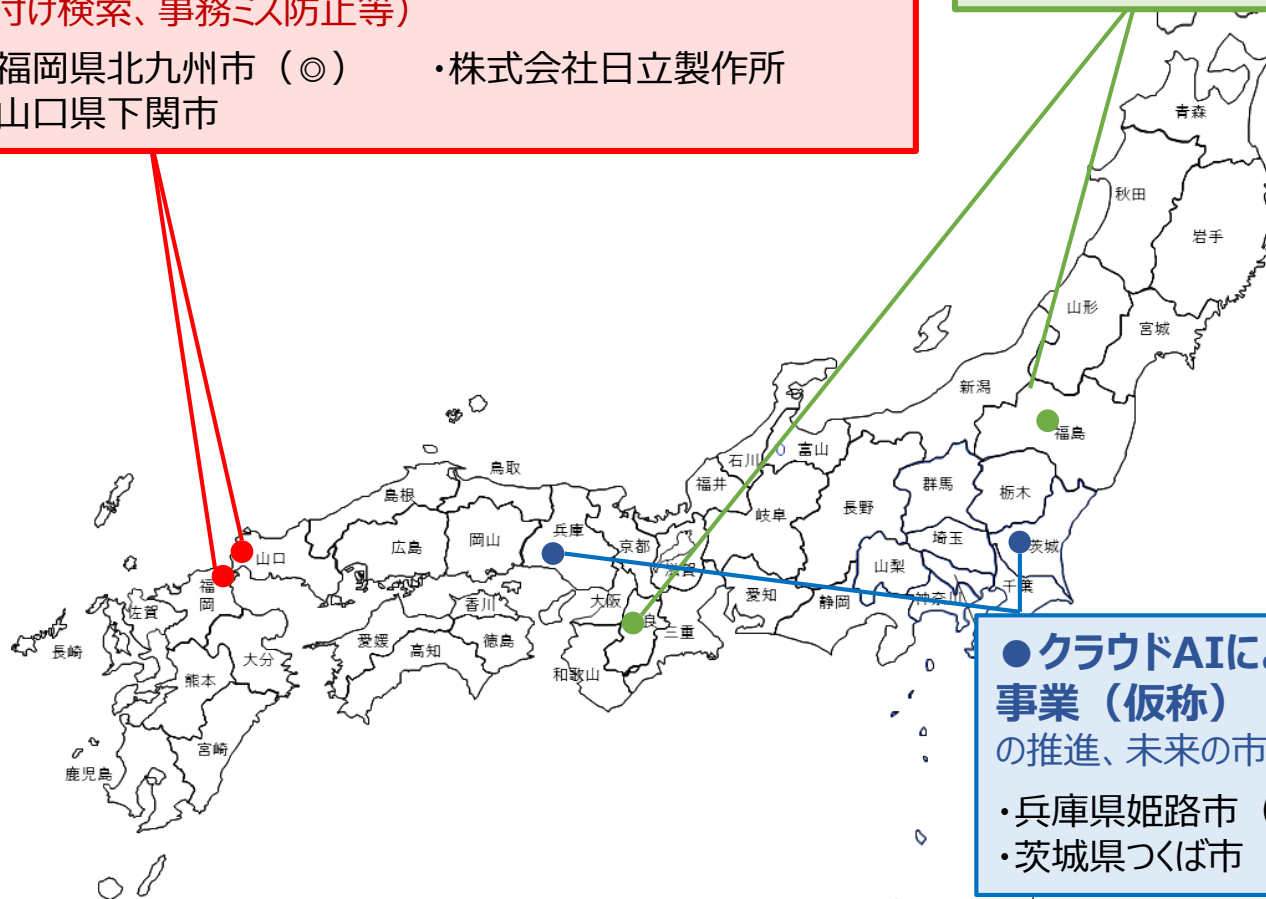 付け検索、事務ミス防止等）
福岡県北九州市（◎）　・株式会社日立製作所
山口県下関市
青森
秋田
岩手
山形
宮城
新潟
福島
富山
石川
福井
群馬
栃木
長野
岐阜
埼玉
茨城
山梨
千葉
神奈川
静岡
愛知
滋賀
京都
兵庫
鳥取
島根
岡山
広島
山口
福岡
佐賀
長崎
大分
熊本
宮崎
鹿児島
愛媛
高知
香川
徳島
大阪
良
三重
和歌山
●クラウドAIに
事業（仮称）
の推進、未来の市
・兵庫県姫路市（
・茨城県つくば市